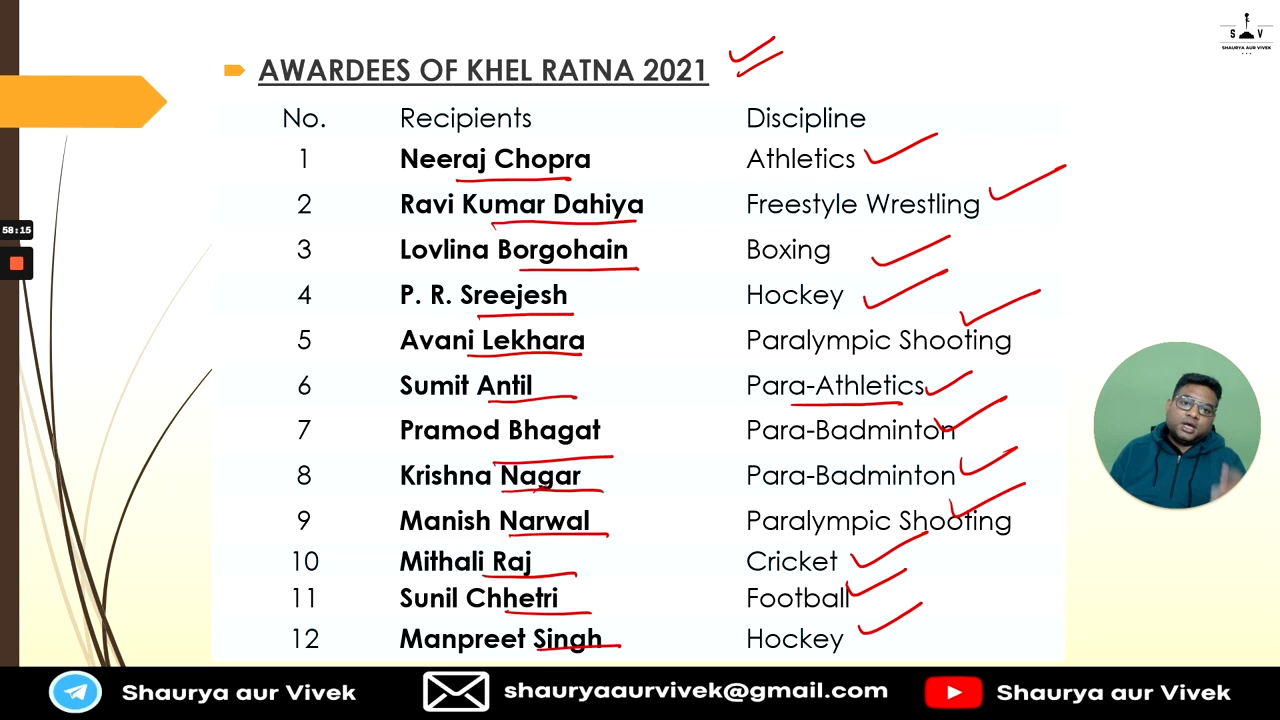 S V
SHAURYA AUR VIVEK
AWARDEES OF KHEL RATNA 2021
No. Recipients Discipline
1 Neeraj Chopra Athletics
2 Ravi Kumar Dahiya Freestyle Wrestling
58:15
3 Lovlina Borgohain Boxing
4 P. R. Sreejesh Hockey
5 Avani Lekhara Paralympic Shooting
6 Sumit Antil Para-Athletics
7 Pramod Bhagat Para-Badminton
8 Krishna Nagar Para-Badminton
9 Manish Narwal Paralympic Shooting
10 Mithali Raj Cricket
11 Sunil Chhetri Football
12 Manpreet Singh Hockey
Shaurya aur Vivek shauryaaurvivek@gmail.com Shaurya aur Vivek